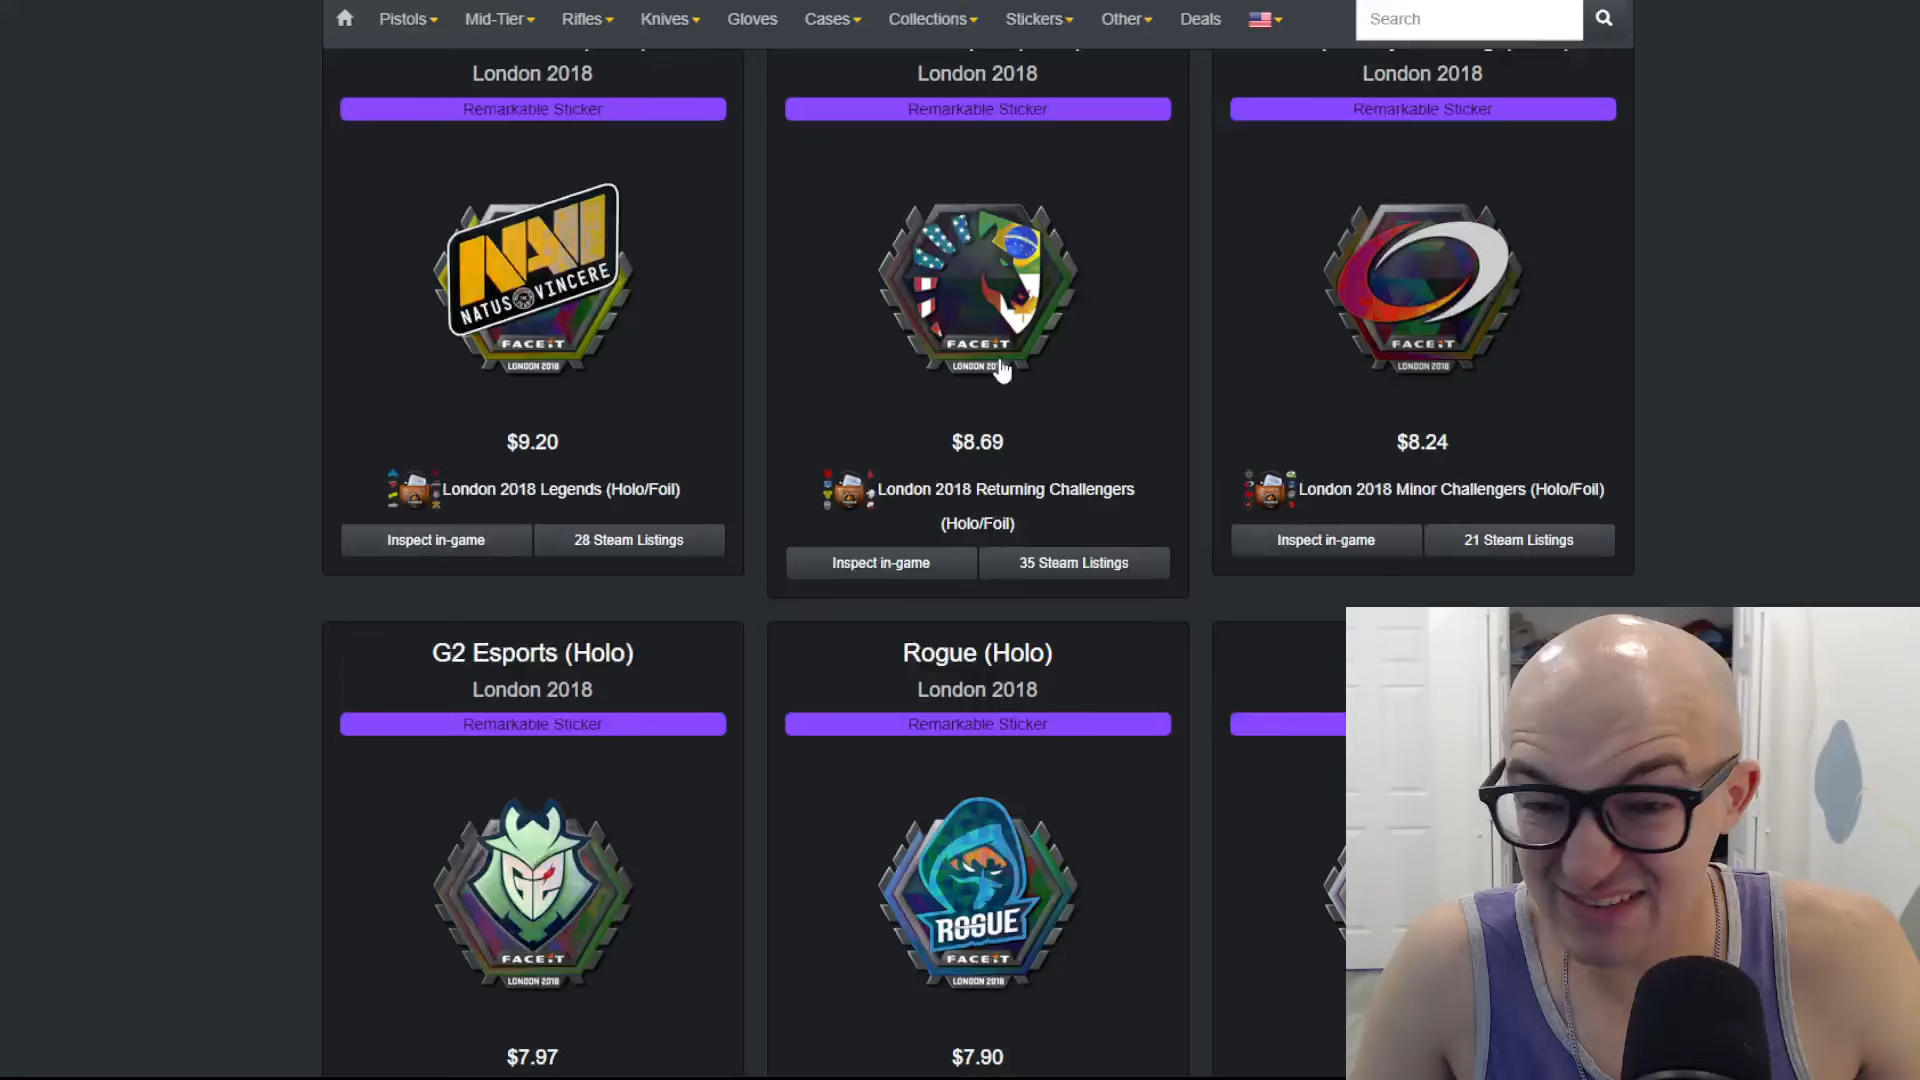 Pistols Mid-Tier Rifles Knives Gloves Cases Collections Stickers Other Deals Search
London 2018 London 2018 London 2018
Remarkable Sticker Remarkable Sticker Remarkable Sticker
NAVI
NATUS VINCERE
FACEIT FACEIT FACEIT
LONDON 2018 LONDON 20 LONDON 2018
$9.20 $8.69 $8.24
London 2018 Legends (Holo/Foil) London 2018 Returning Challengers London 2018 Minor Challengers (Holo/Foil)
(Holo/Foil)
Inspect in-game 28 Steam Listings Inspect in-game 21 Steam Listings
Inspect in-game 35 Steam Listings
G2 Esports (Holo) Rogue (Holo)
London 2018 London 2018
Remarkable Sticker Remarkable Sticker
G2
ROGUE
FACEIT FACEIT
LONDON 2018 LONDON 2018
$7.97 $7.90